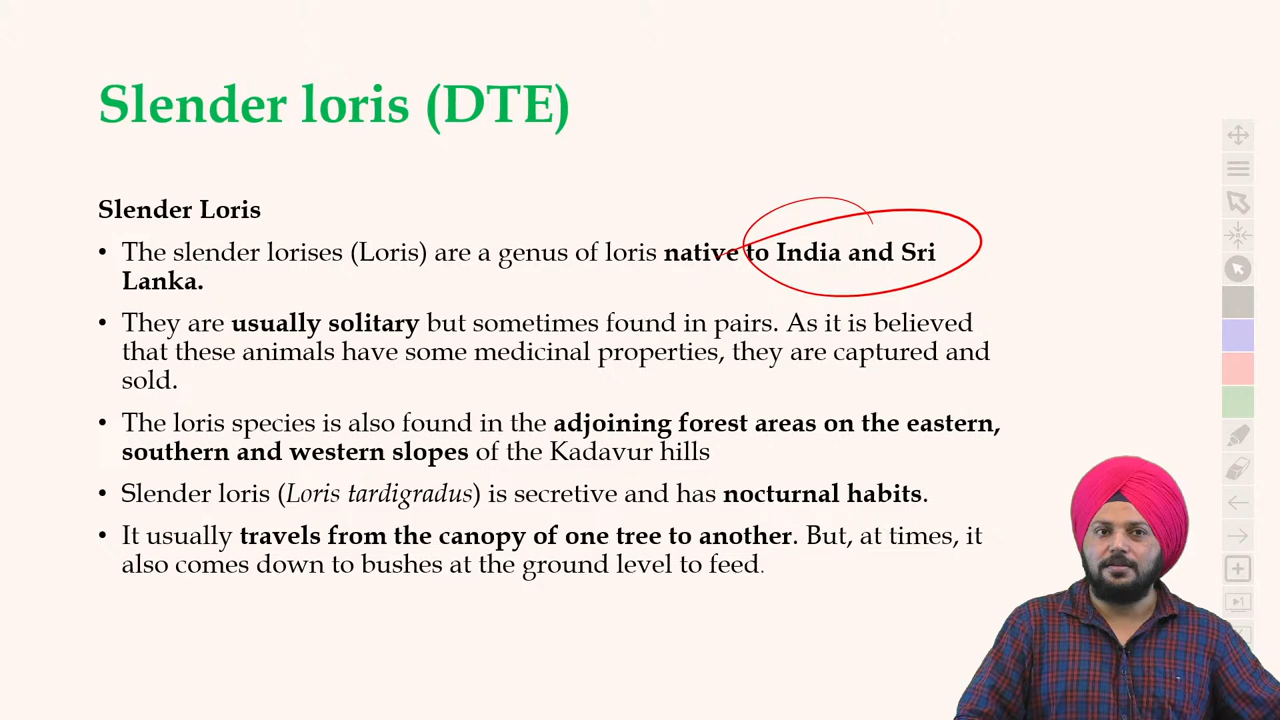 Slender loris (DTE)
Slender Loris
• The slender lorises (Loris) are a genus of loris native to India and Sri
Lanka.
• They are usually solitary but sometimes found in pairs. As it is believed
that these animals have some medicinal properties, they are captured and
sold.
• The loris species is also found in the adjoining forest areas on the eastern,
southern and western slopes of the Kadavur hills
• Slender loris (Loris tardigradus) is secretive and has nocturnal habits.
• It usually travels from the canopy of one tree to another. But, at times, it
also comes down to bushes at the ground level to feed.